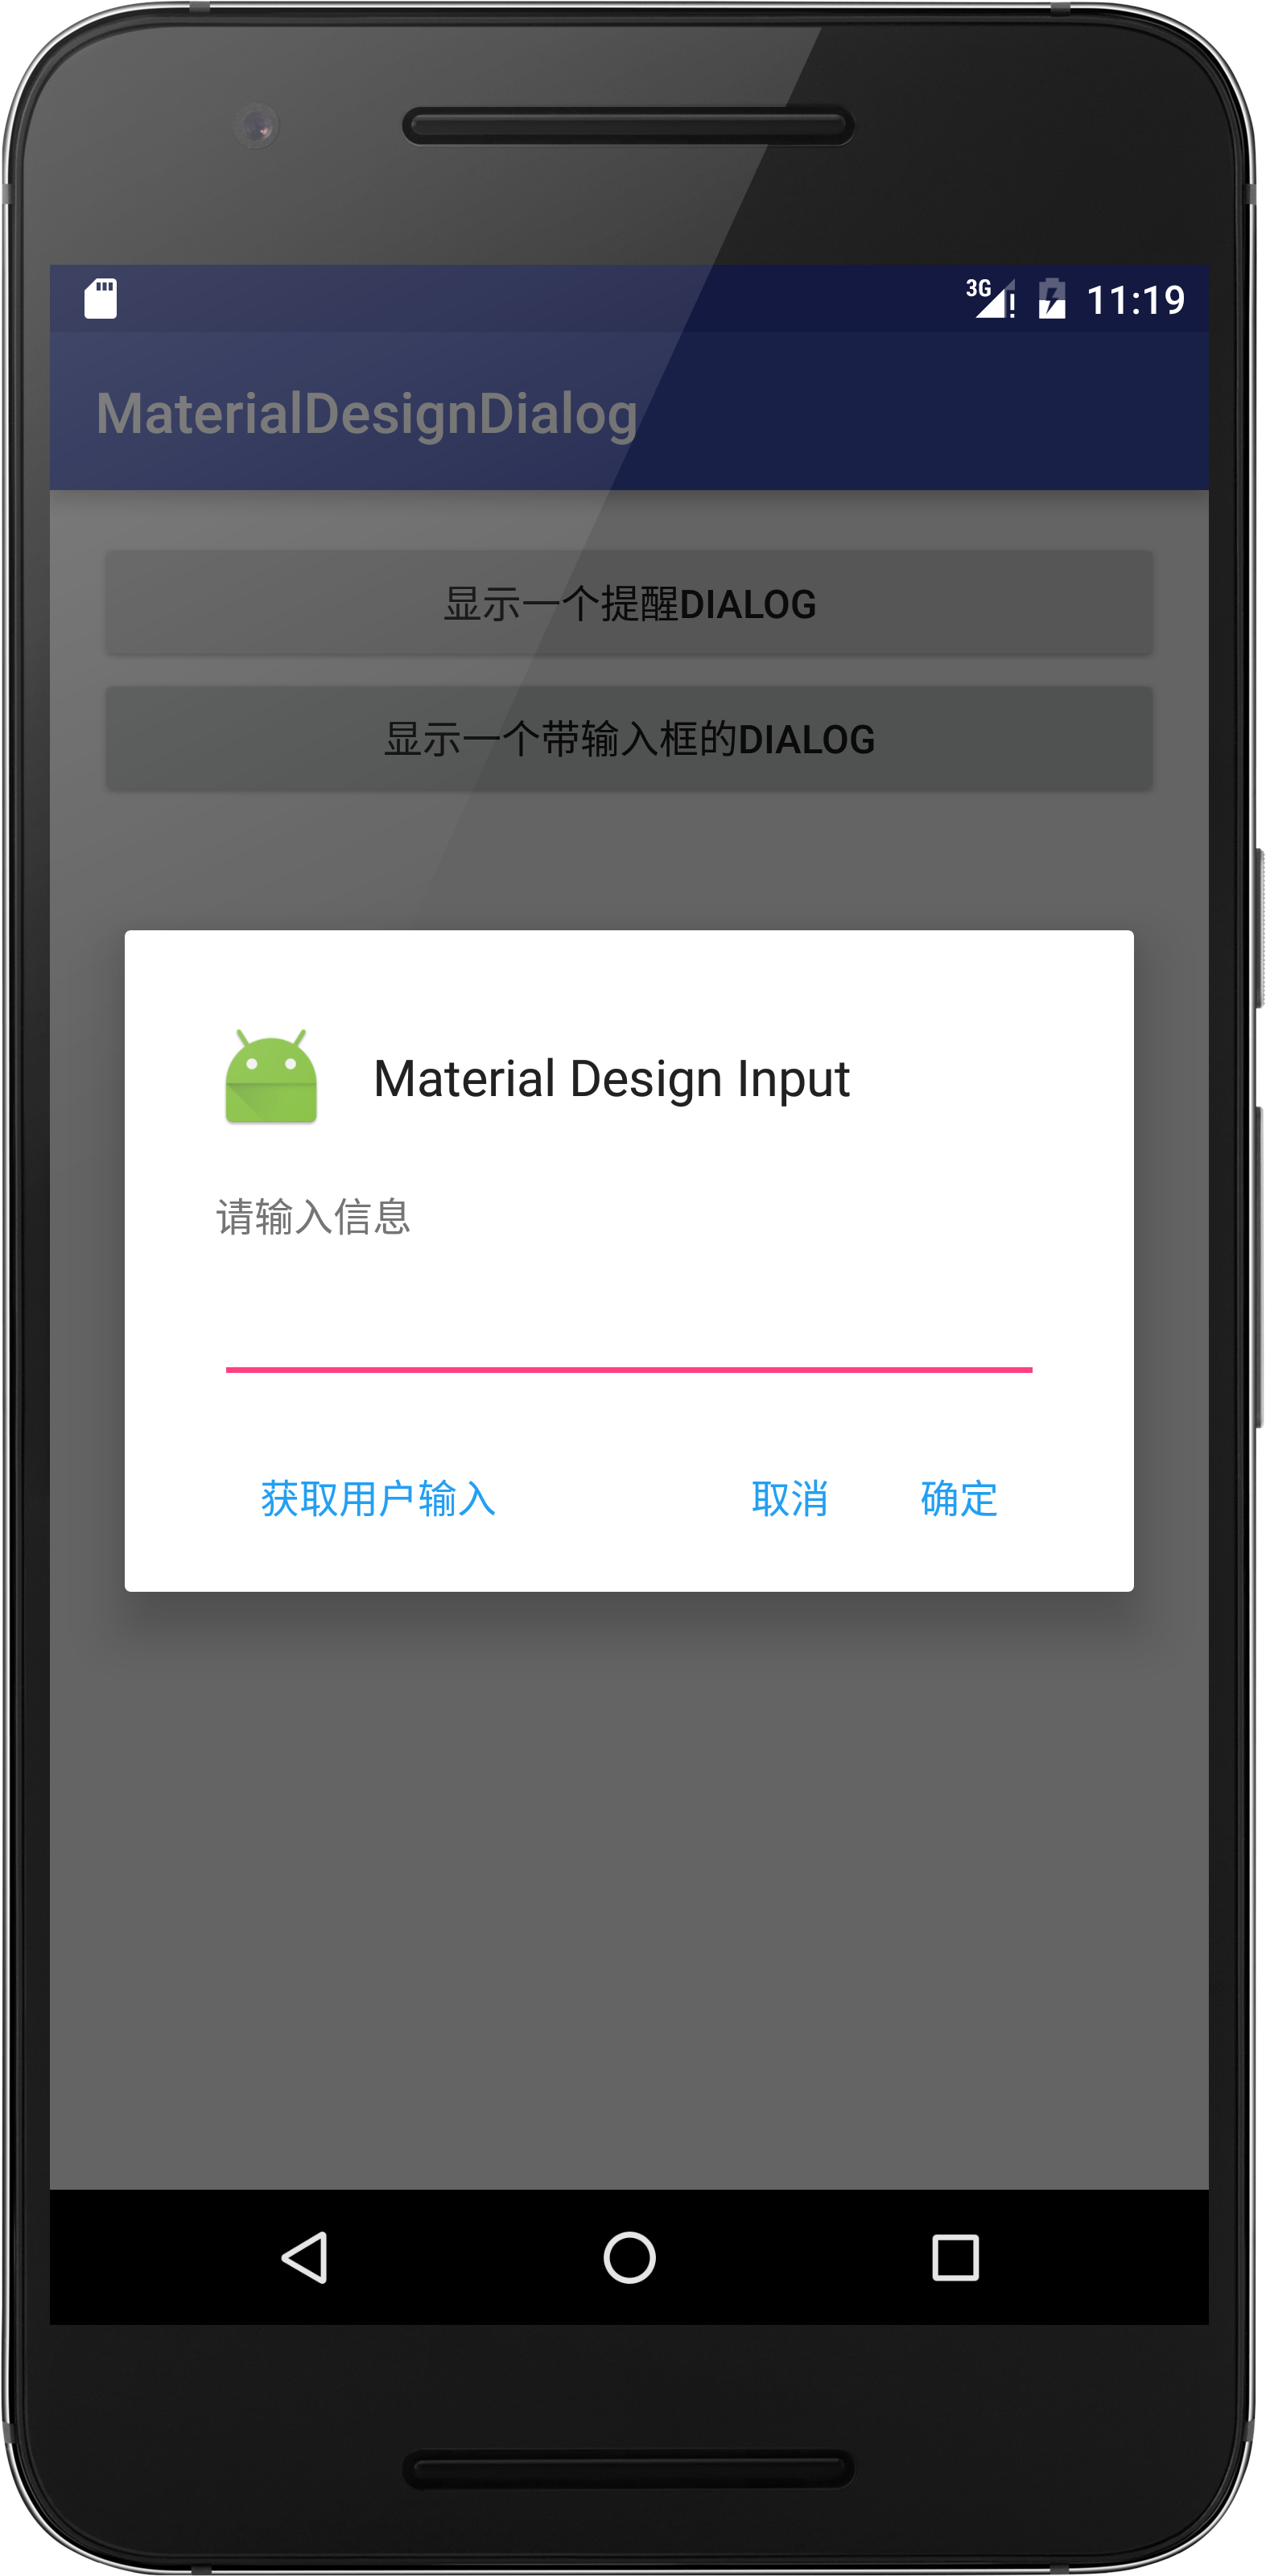 3G 11:19
MaterialDesignDialog
显示一个提醒DIALOG
显示一个带输入框的DIALOG
Material Design Input
请输入信息
获取用户输入 取消 确定